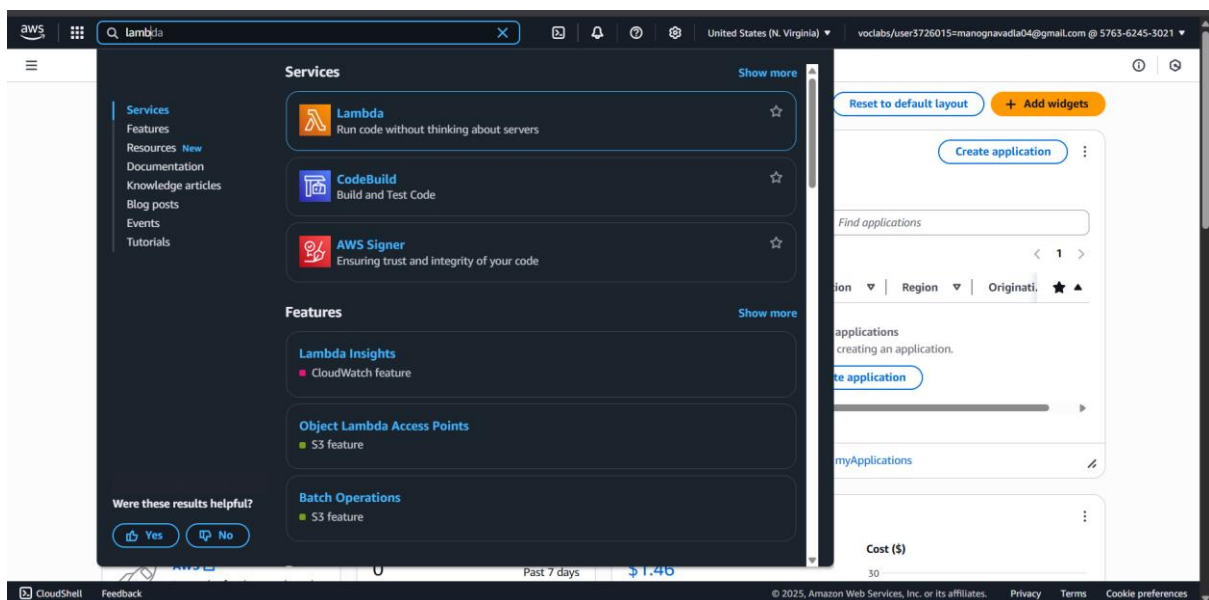 aws
lambda
United States (N. Virginia)
voclabs/user3726015=manognavadla04@gmail.com @ 5763-6245-3021
Services
Features
Resources New
Documentation
Knowledge articles
Blog posts
Events
Tutorials
Were these results helpful?
Yes
No
Services
Show more
Lambda
Run code without thinking about servers
CodeBuild
Build and Test Code
AWS Signer
Ensuring trust and integrity of your code
Features
Show more
Lambda Insights
CloudWatch feature
Object Lambda Access Points
S3 feature
Batch Operations
S3 feature
Reset to default layout
+ Add widgets
Create application
Find applications
1
Region
Originati.
applications
creating an application.
application
myApplications
Cost ($)
30
0
Past 7 days
$1.46
CloudShell
Feedback
© 2025, Amazon Web Services, Inc. or its affiliates.
Privacy
Terms
Cookie preferences